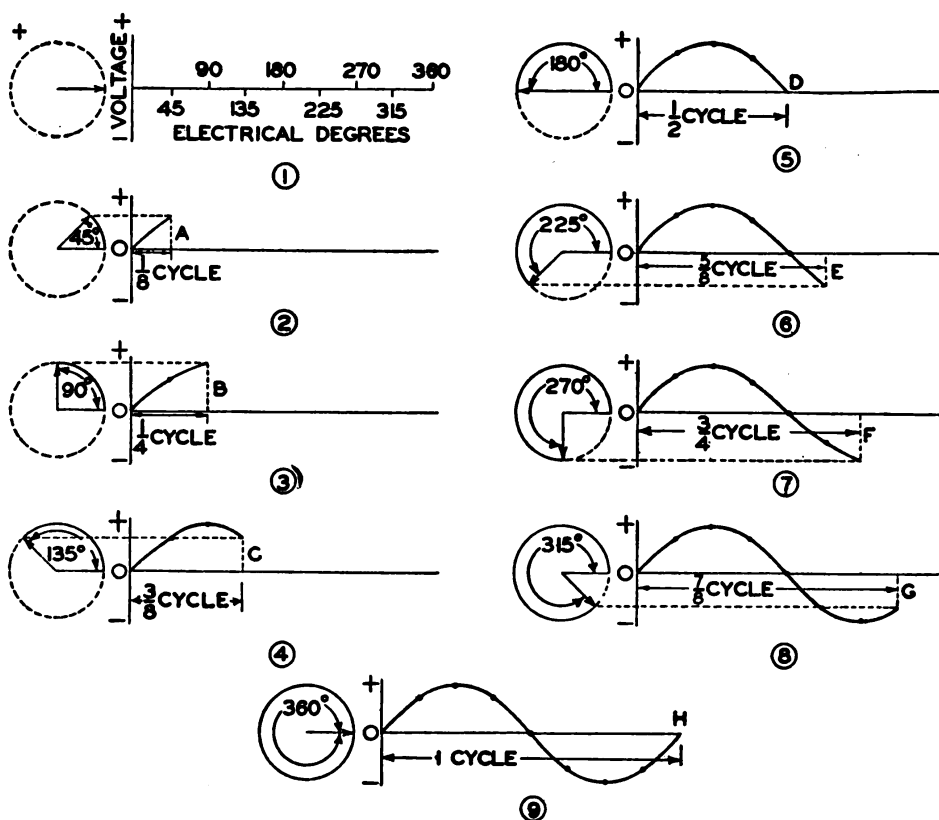 +
VOLTAGE
+
-
90 180 270 360
45 135 225 315
ELECTRICAL DEGREES
1
+
45°
O
A
1/8 CYCLE
-
2
+
90°
O
B
1/4 CYCLE
-
3)
+
135°
O
C
3/8 CYCLE
-
4
+
180°
O
D
1/2 CYCLE
-
5
+
225°
O
5/8 CYCLE
E
-
6
+
270°
O
3/4 CYCLE
F
-
7
+
315°
O
7/8 CYCLE
G
-
8
+
360°
O
H
1 CYCLE
-
9